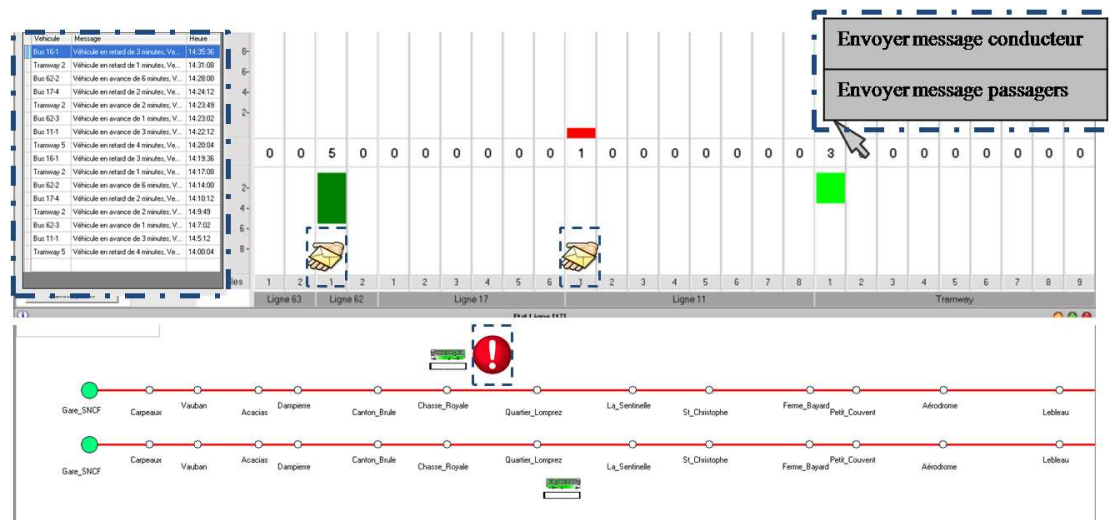 Vehicule Message Heure
Bus 16-1 Véhicule en retard de 3 minutes, Ve... 14:35:36
Tramway 2 Véhicule en retard de 1 minutes, Ve... 14:31:08
Bus 62-2 Véhicule en avance de 6 minutes, V... 14:28:00
Bus 17-4 Véhicule en retard de 2 minutes, Ve... 14:24:12
Tramway 2 Véhicule en avance de 2 minutes, V... 14:23:49
Bus 62-3 Véhicule en avance de 1 minutes, V... 14:23:02
Bus 11-1 Véhicule en avance de 3 minutes, V... 14:22:12
Tramway 5 Véhicule en retard de 4 minutes, Ve... 14:20:04
Bus 16-1 Véhicule en retard de 3 minutes, Ve... 14:19:36
Tramway 2 Véhicule en retard de 1 minutes, Ve... 14:17:08
Bus 62-2 Véhicule en avance de 6 minutes, V... 14:14:00
Bus 17-4 Véhicule en retard de 2 minutes, Ve... 14:10:12
Tramway 2 Véhicule en avance de 2 minutes, V... 14:9:49
Bus 62-3 Véhicule en avance de 1 minutes, V... 14:7:02
Bus 11-1 Véhicule en avance de 3 minutes, V... 14:5:12
Tramway 5 Véhicule en retard de 4 minutes, Ve... 14:00:04
Envoyer message conducteur
Envoyer message passagers
8-
6-
4-
2-
0 0 5 0 0 0 0 0 0 0 1 0 0 0 0 0 0 0 3 0 0 0 0 0 0 0 0
2-
4-
6-
8-
les 1 2 1 2 1 2 3 4 5 6 1 2 3 4 5 6 7 8 1 2 3 4 5 6 7 8 9
Ligne 63 Ligne 62 Ligne 17 Ligne 11 Tramway
Etat Ligne [17]
Gare_SNCF Carpeaux Vauban Acacias Dampierre Canton_Brule Chasse_Royale Quartier_Lomprez La_Sentinelle St_Christophe Ferme_Bayard Petit_Couvent Aérodrome Lebleau
Gare_SNCF Carpeaux Vauban Acacias Dampierre Canton_Brule Chasse_Royale Quartier_Lomprez La_Sentinelle St_Christophe Ferme_Bayard Petit_Couvent Aérodrome Lebleau